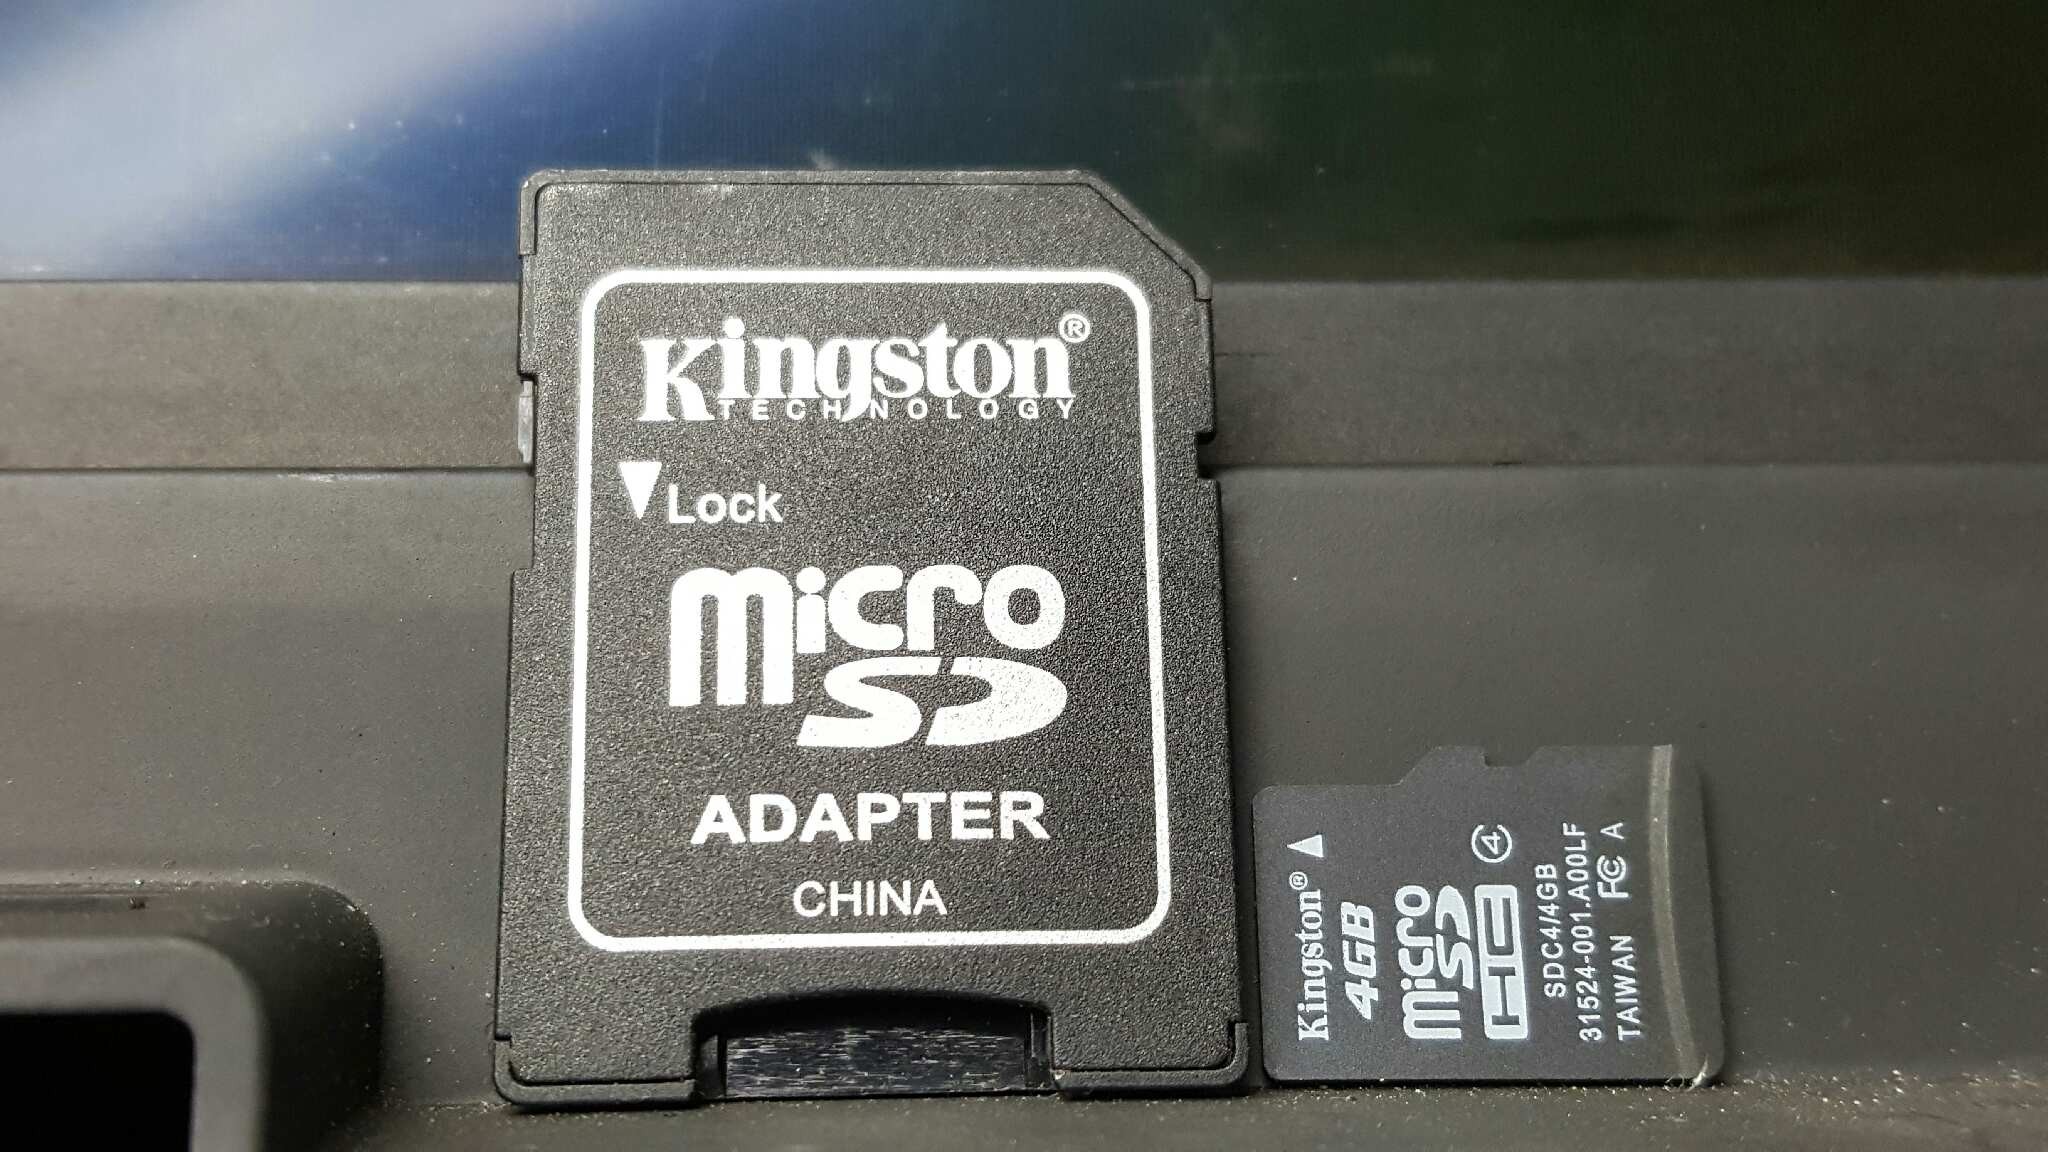 Kingston®
TECHNOLOGY
Lock
micro
SD
ADAPTER
CHINA
Kingston®
4GB
micro
SD
HC
4
SDC4/4GB
31524-001.A00LF
TAIWAN FC A